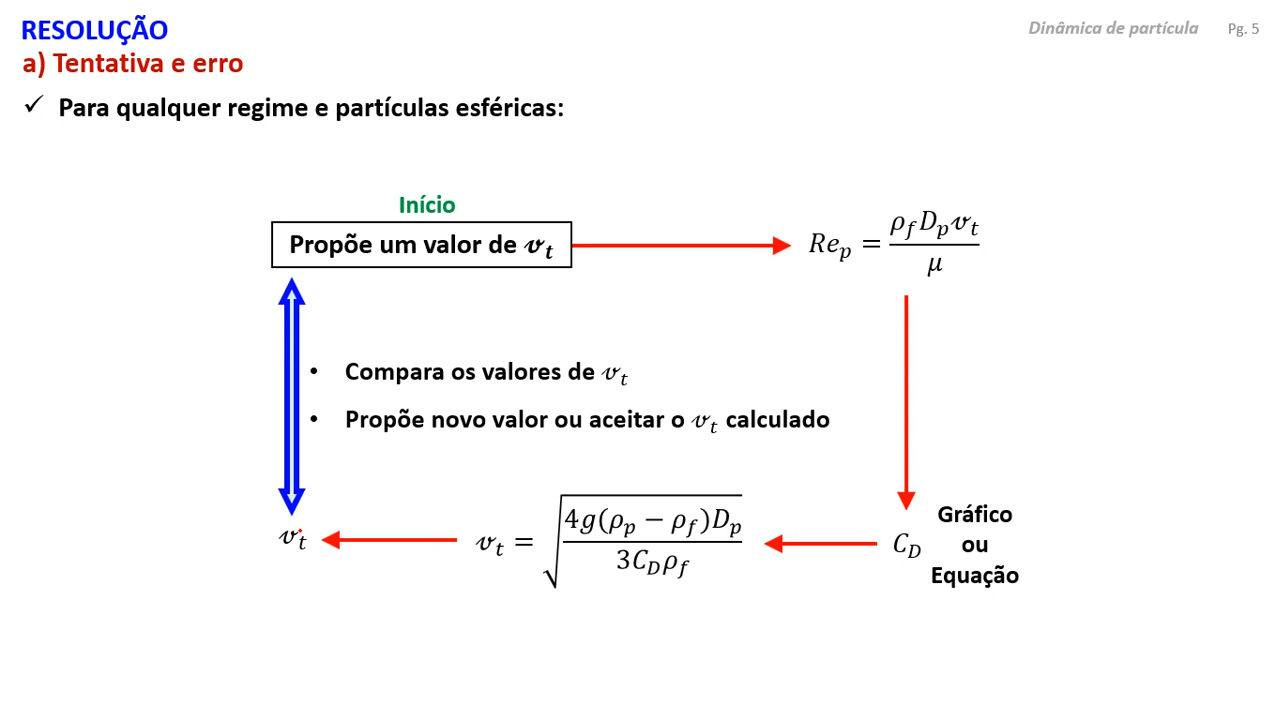 RESOLUÇÃO
Dinâmica de partícula Pg. 5
a) Tentativa e erro
✓ Para qualquer regime e partículas esféricas:
Início
Propõe um valor de 𝓋ₜ
Re_p = ρ_f D_p 𝓋_t / μ
• Compara os valores de 𝓋ₜ
• Propõe novo valor ou aceitar o 𝓋ₜ calculado
𝓋ₜ
𝓋_t = √(4g(ρ_p − ρ_f)D_p / 3C_D ρ_f)
C_D
Gráfico
ou
Equação